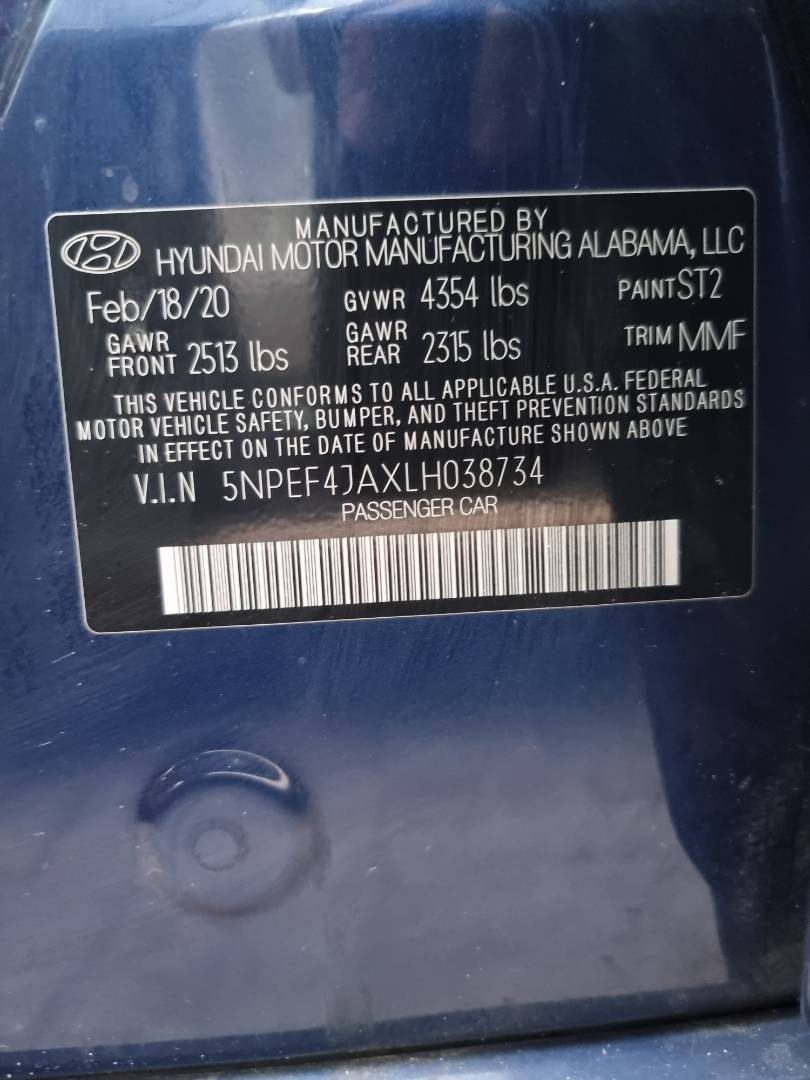 MANUFACTURED BY
HYUNDAI MOTOR MANUFACTURING ALABAMA, LLC
Feb/18/20 GVWR 4354 lbs PAINT ST2
GAWR FRONT 2513 lbs GAWR REAR 2315 lbs TRIM MMF
THIS VEHICLE CONFORMS TO ALL APPLICABLE U.S.A. FEDERAL
MOTOR VEHICLE SAFETY, BUMPER, AND THEFT PREVENTION STANDARDS
IN EFFECT ON THE DATE OF MANUFACTURE SHOWN ABOVE
V.I.N 5NPEF4JAXLH038734
PASSENGER CAR